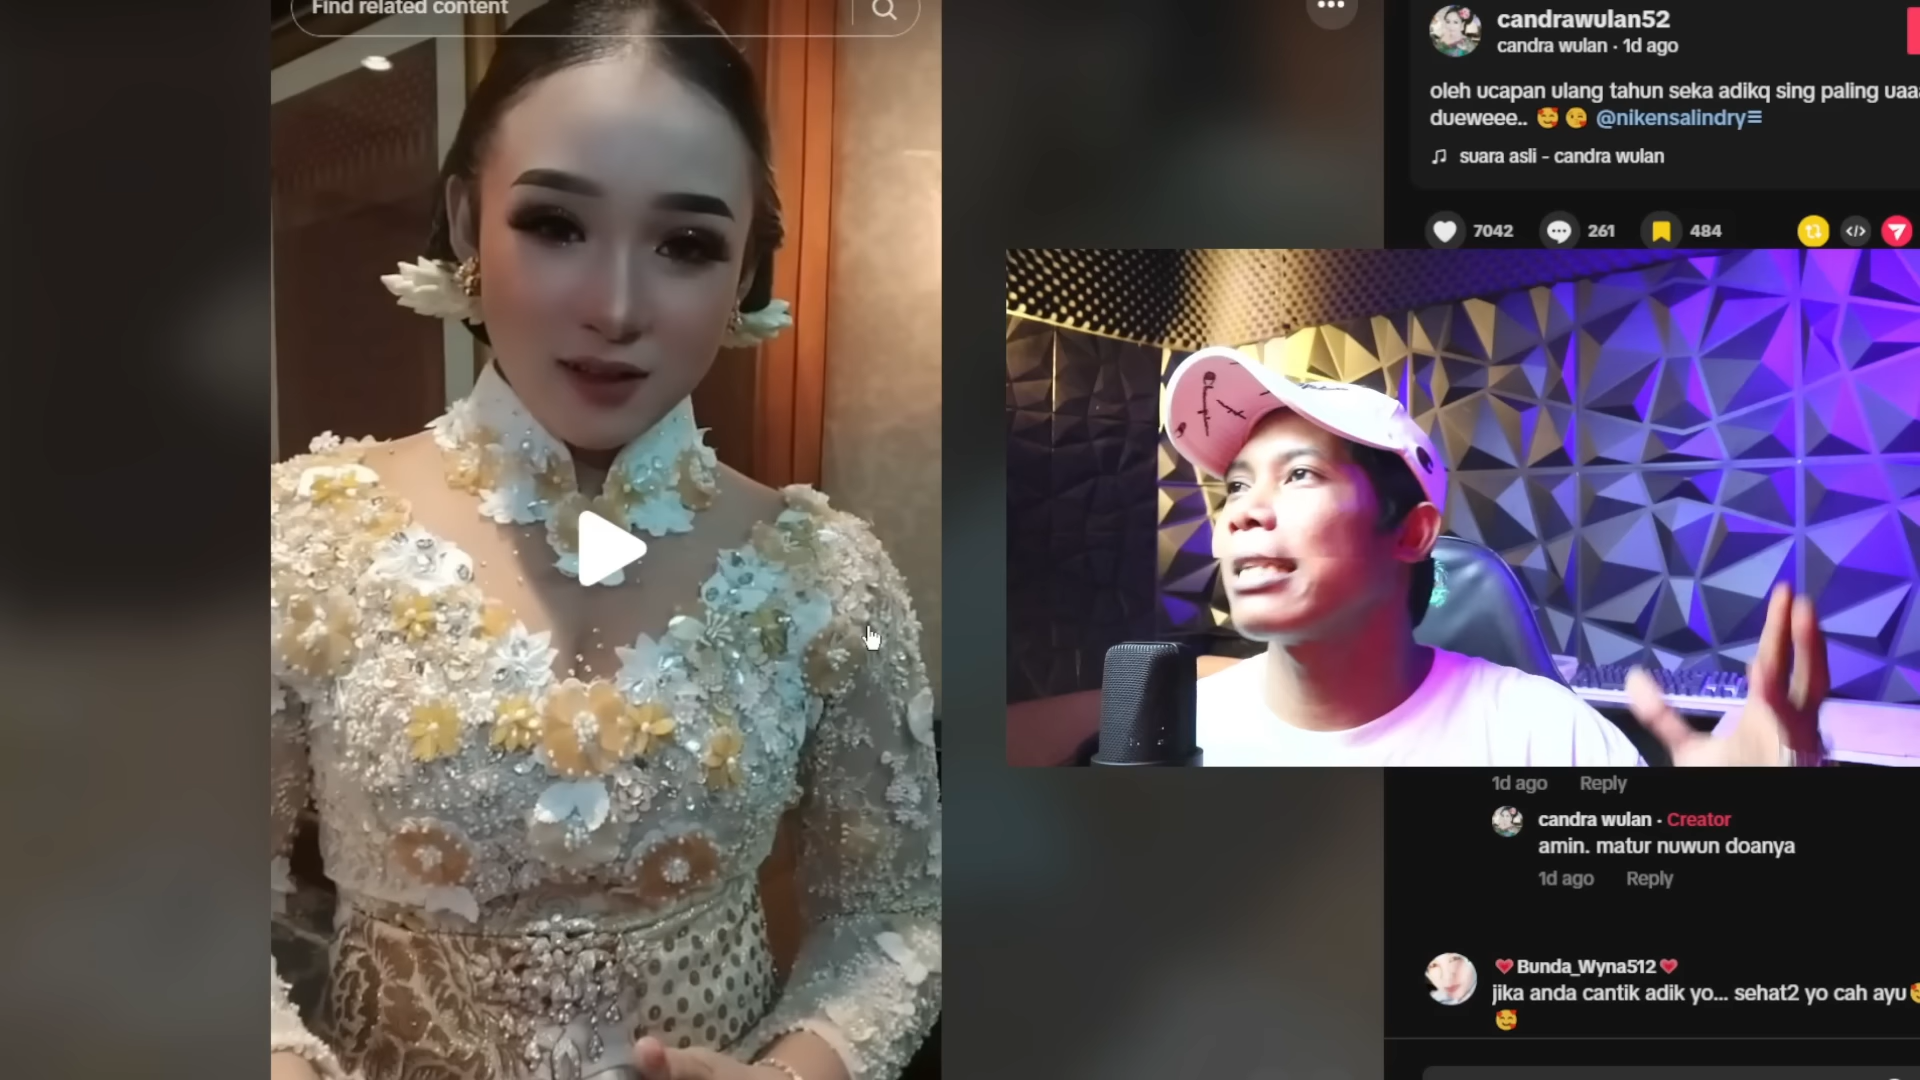 Find related content
candrawulan52
candra wulan · 1d ago
oleh ucapan ulang tahun seka adikq sing paling uaaa
dueweee.. 🥰 😘 @nikensalindry≡
♫ suara asli - candra wulan
7042
261
484
1d ago Reply
candra wulan · Creator
amin. matur nuwun doanya
1d ago Reply
❤️Bunda_Wyna512❤️
jika anda cantik adik yo... sehat2 yo cah ayu
🥰